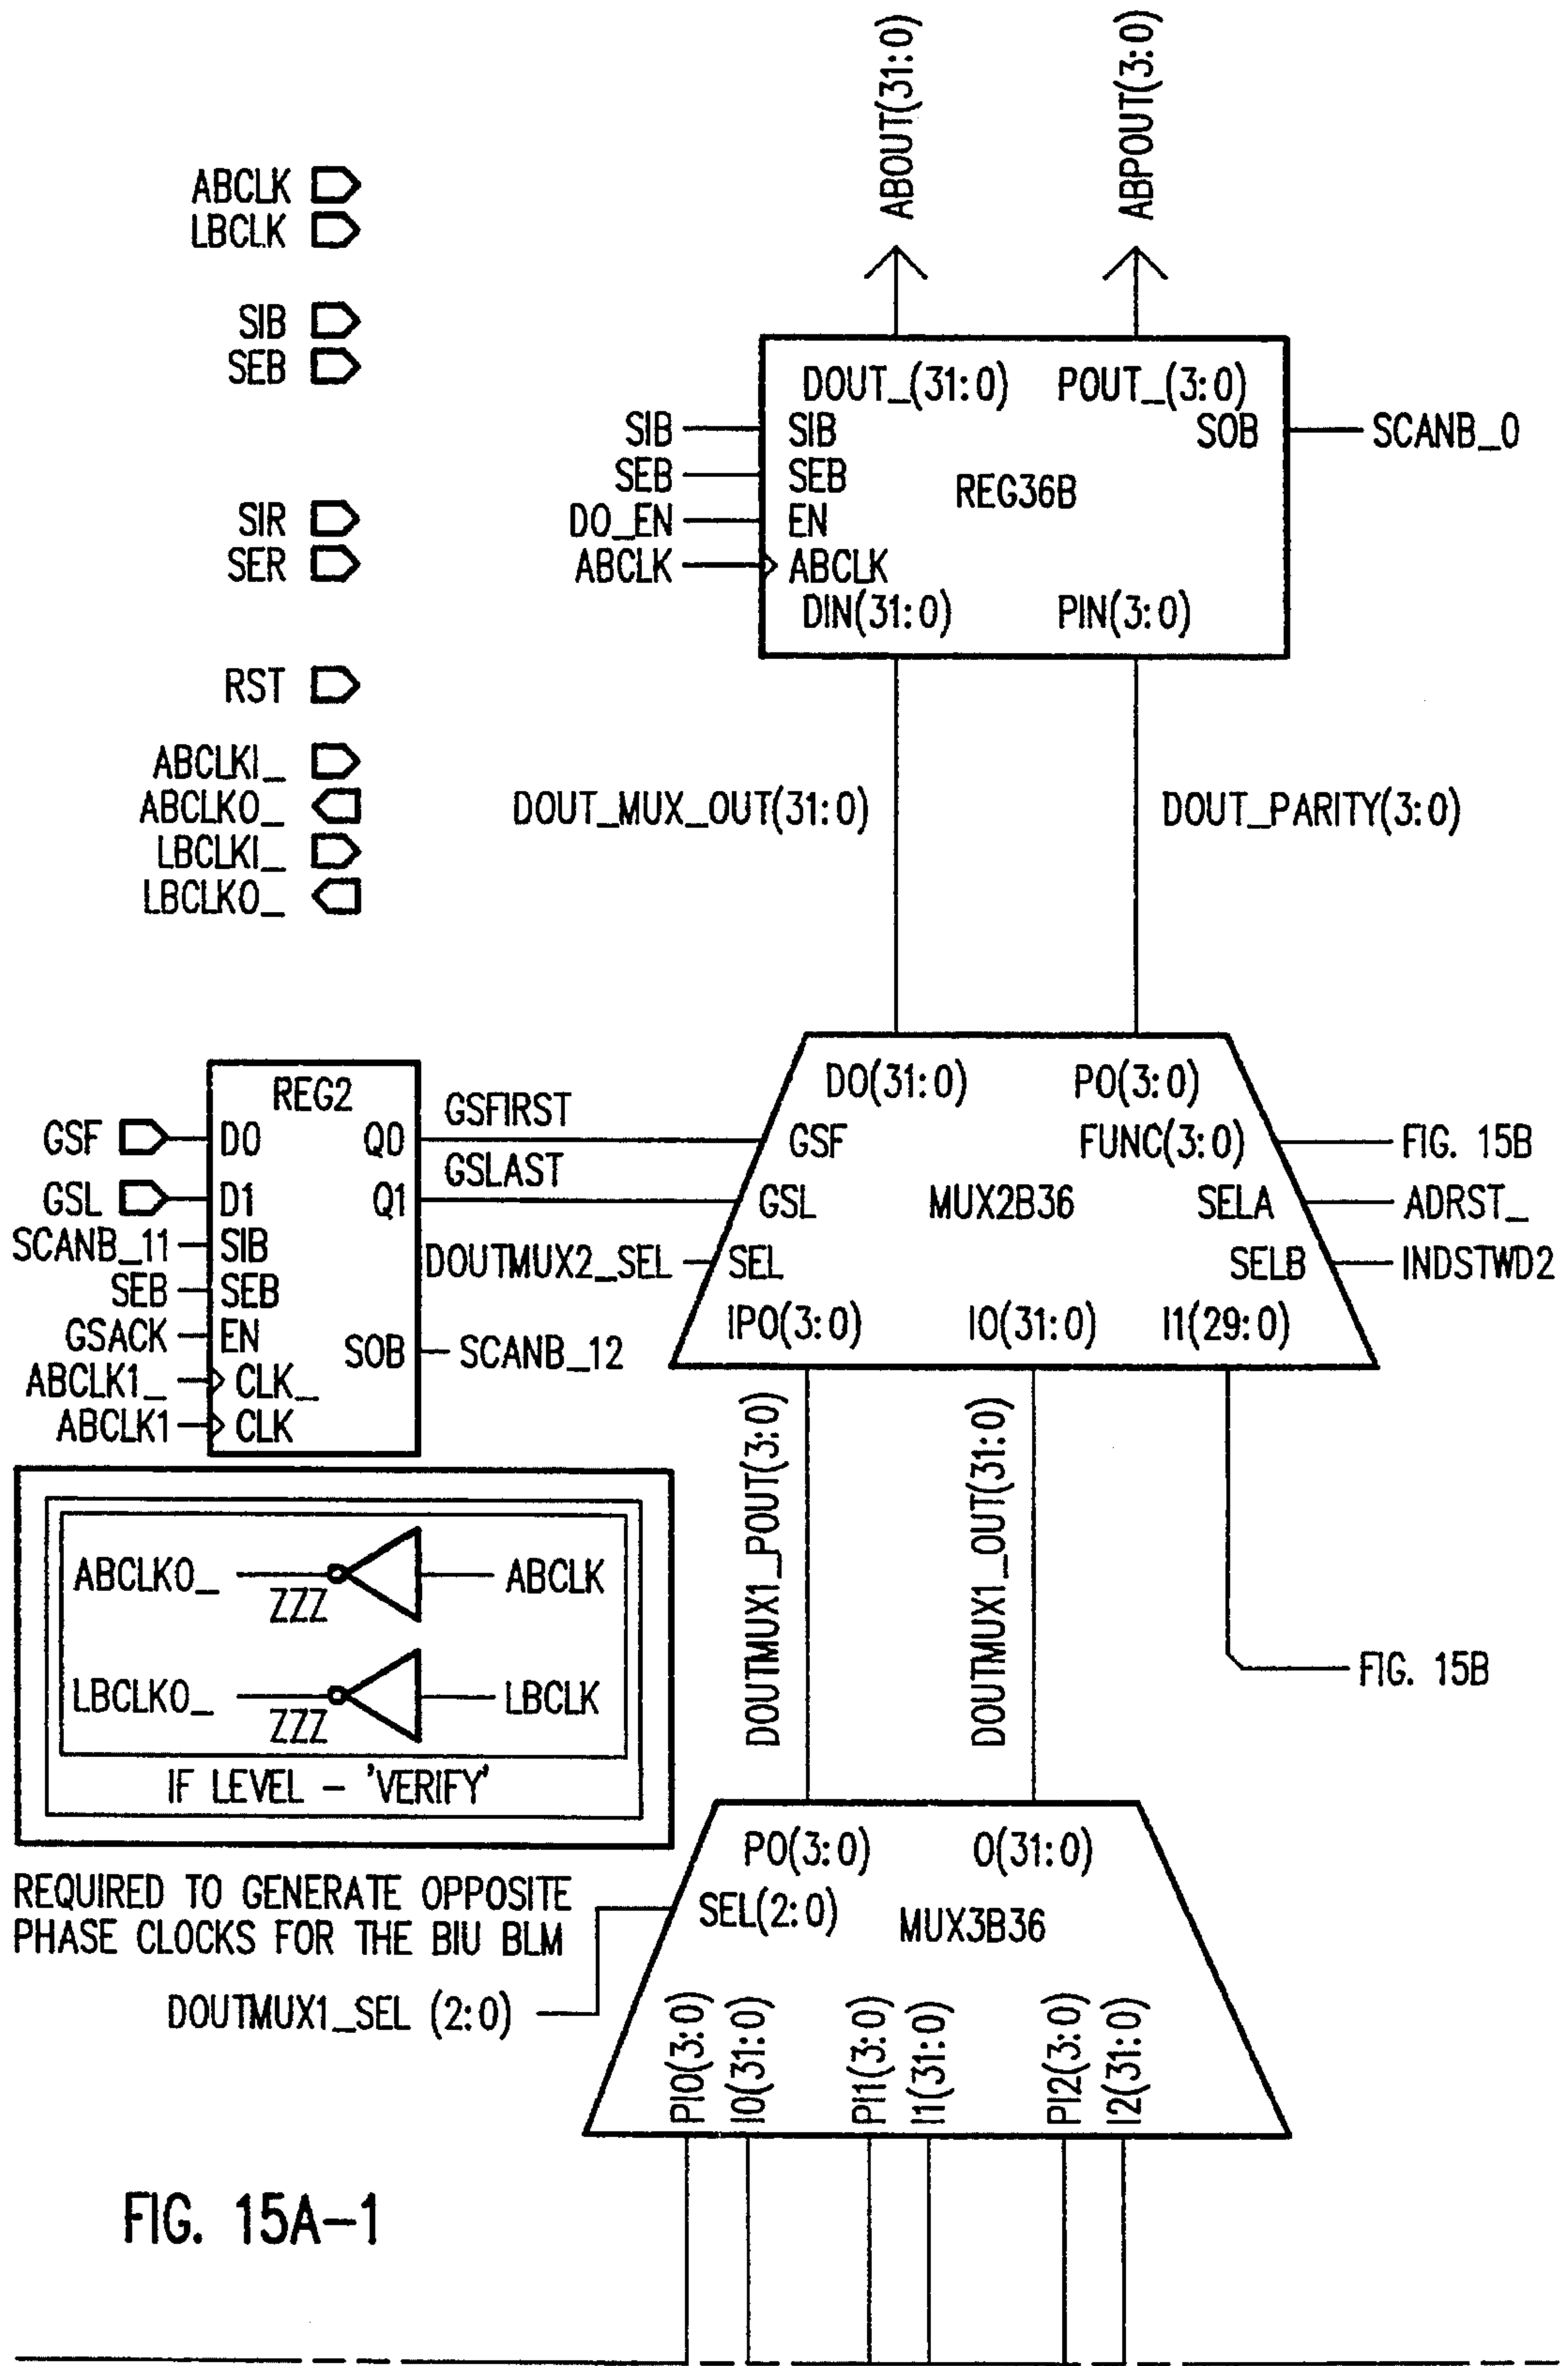 ABOUT(31:0)
ABPOUT(3:0)
ABCLK
LBCLK
SIB
SEB
SIR
SER
RST
ABCLKI_
ABCLKO_
LBCLKI_
LBCLKO_
DOUT_(31:0) POUT_(3:0)
SIB SIB SOB SCANB_0
SEB SEB REG36B
DO_EN EN
ABCLK ABCLK
DIN(31:0) PIN(3:0)
DOUT_MUX_OUT(31:0) DOUT_PARITY(3:0)
REG2
GSF D0 Q0 GSFIRST
GSL D1 Q1 GSLAST
SCANB_11 SIB
SEB SEB
GSACK EN
SOB SCANB_12
ABCLK1_ CLK_
ABCLK1 CLK
DO(31:0) PO(3:0)
GSF FUNC(3:0) FIG. 15B
GSL MUX2B36 SELA ADRST_
DOUTMUX2_SEL SEL SELB INDSTWD2
IPO(3:0) I0(31:0) I1(29:0)
DOUTMUX1_POUT(3:0)
DOUTMUX1_OUT(31:0)
FIG. 15B
ABCLKO_ ZZZ ABCLK
LBCLKO_ ZZZ LBCLK
IF LEVEL - 'VERIFY'
REQUIRED TO GENERATE OPPOSITE
PHASE CLOCKS FOR THE BIU BLM
DOUTMUX1_SEL (2:0)
PO(3:0) O(31:0)
SEL(2:0) MUX3B36
PI0(3:0)
I0(31:0)
PI1(3:0)
I1(31:0)
PI2(3:0)
I2(31:0)
FIG. 15A-1